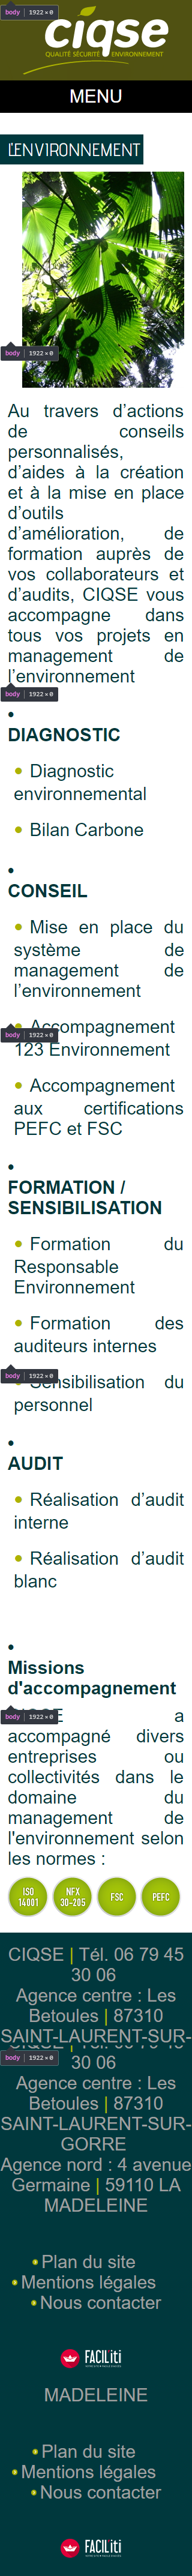 body | 1922 × 0
ciqse
QUALITÉ SÉCURITÉ ENVIRONNEMENT
MENU
L'ENVIRONNEMENT
body | 1922 × 0
Au travers d’actions
de conseils
personnalisés,
d’aides à la création
et à la mise en place
d’outils
d’amélioration, de
formation auprès de
vos collaborateurs et
d’audits, CIQSE vous
accompagne dans
tous vos projets en
management de
l’environnement
body | 1922 × 0
•
DIAGNOSTIC
• Diagnostic
environnemental
• Bilan Carbone
•
CONSEIL
• Mise en place du
système de
management de
l’environnement
• Accompagnement
body | 1922 × 0
123 Environnement
• Accompagnement
aux certifications
PEFC et FSC
•
FORMATION /
SENSIBILISATION
• Formation du
Responsable
Environnement
• Formation des
auditeurs internes
body | 1922 × 0
• Sensibilisation du
personnel
•
AUDIT
• Réalisation d’audit
interne
• Réalisation d’audit
blanc
•
Missions
d'accompagnement
body | 1922 × 0
CIQSE a
accompagné divers
entreprises ou
collectivités dans le
domaine du
management de
l'environnement selon
les normes :
ISO 14001 NFX 30-205 FSC PEFC
CIQSE | Tél. 06 79 45
30 06
Agence centre : Les
Betoules | 87310
SAINT-LAURENT-SUR-
CIQSE | Tél. 06 79 45
body | 1922 × 0
30 06
Agence centre : Les
Betoules | 87310
SAINT-LAURENT-SUR-
GORRE
Agence nord : 4 avenue
Germaine | 59110 LA
MADELEINE
• Plan du site
• Mentions légales
• Nous contacter
FACIL'iti
MADELEINE
• Plan du site
• Mentions légales
• Nous contacter
FACIL'iti